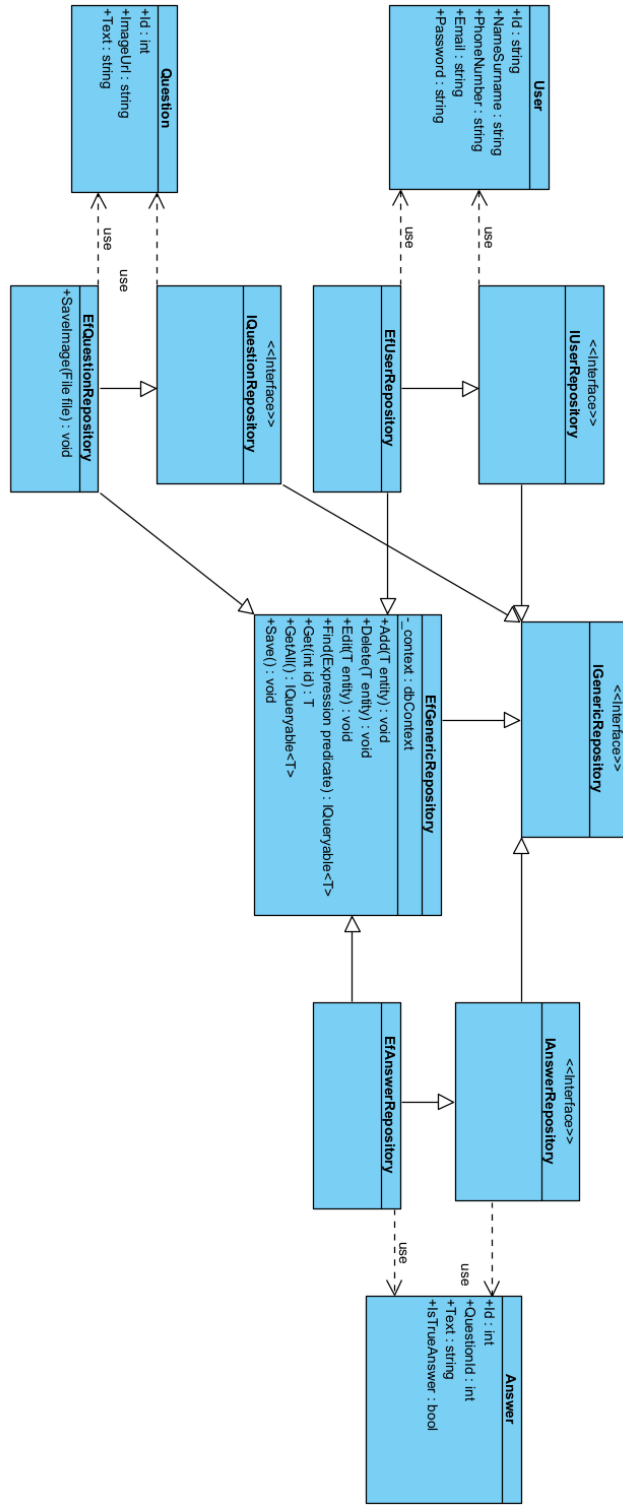 <<Interface>>
IGenericRepository
<<Interface>>
IUserRepository
<<Interface>>
IAnswerRepository
User
+Id : string
+NameSurname : string
+PhoneNumber : string
+Email : string
+Password : string
use
use
Answer
+Id : int
+QuestionId : int
+Text : string
+IsTrueAnswer : bool
use
use
EfUserRepository
EfGenericRepository
-_context : dbContext
+Add(T entity) : void
+Delete(T entity) : void
+Edit(T entity) : void
+Find(Expression predicate) : IQueryable<T>
+Get(int id) : T
+GetAll() : IQueryable<T>
+Save() : void
EfAnswerRepository
Question
+Id : int
+ImageUrl : string
+Text : string
use
use
<<Interface>>
IQuestionRepository
EfQuestionRepository
+SaveImage(File file) : void